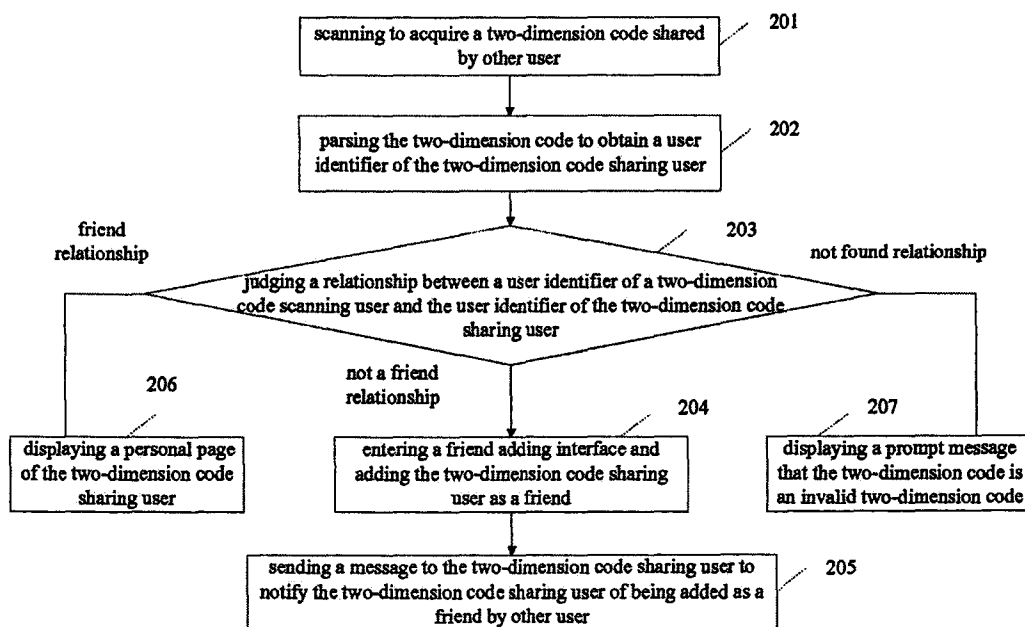 scanning to acquire a two-dimension code shared
by other user
201
parsing the two-dimension code to obtain a user
identifier of the two-dimension code sharing user
202
friend
relationship
203
not found relationship
judging a relationship between a user identifier of a two-dimension
code scanning user and the user identifier of the two-dimension code
sharing user
not a friend
relationship
206
204
207
displaying a personal page
of the two-dimension code
sharing user
entering a friend adding interface and
adding the two-dimension code sharing
user as a friend
displaying a prompt message
that the two-dimension code is
an invalid two-dimension code
sending a message to the two-dimension code sharing user to
notify the two-dimension code sharing user of being added as a
friend by other user
205